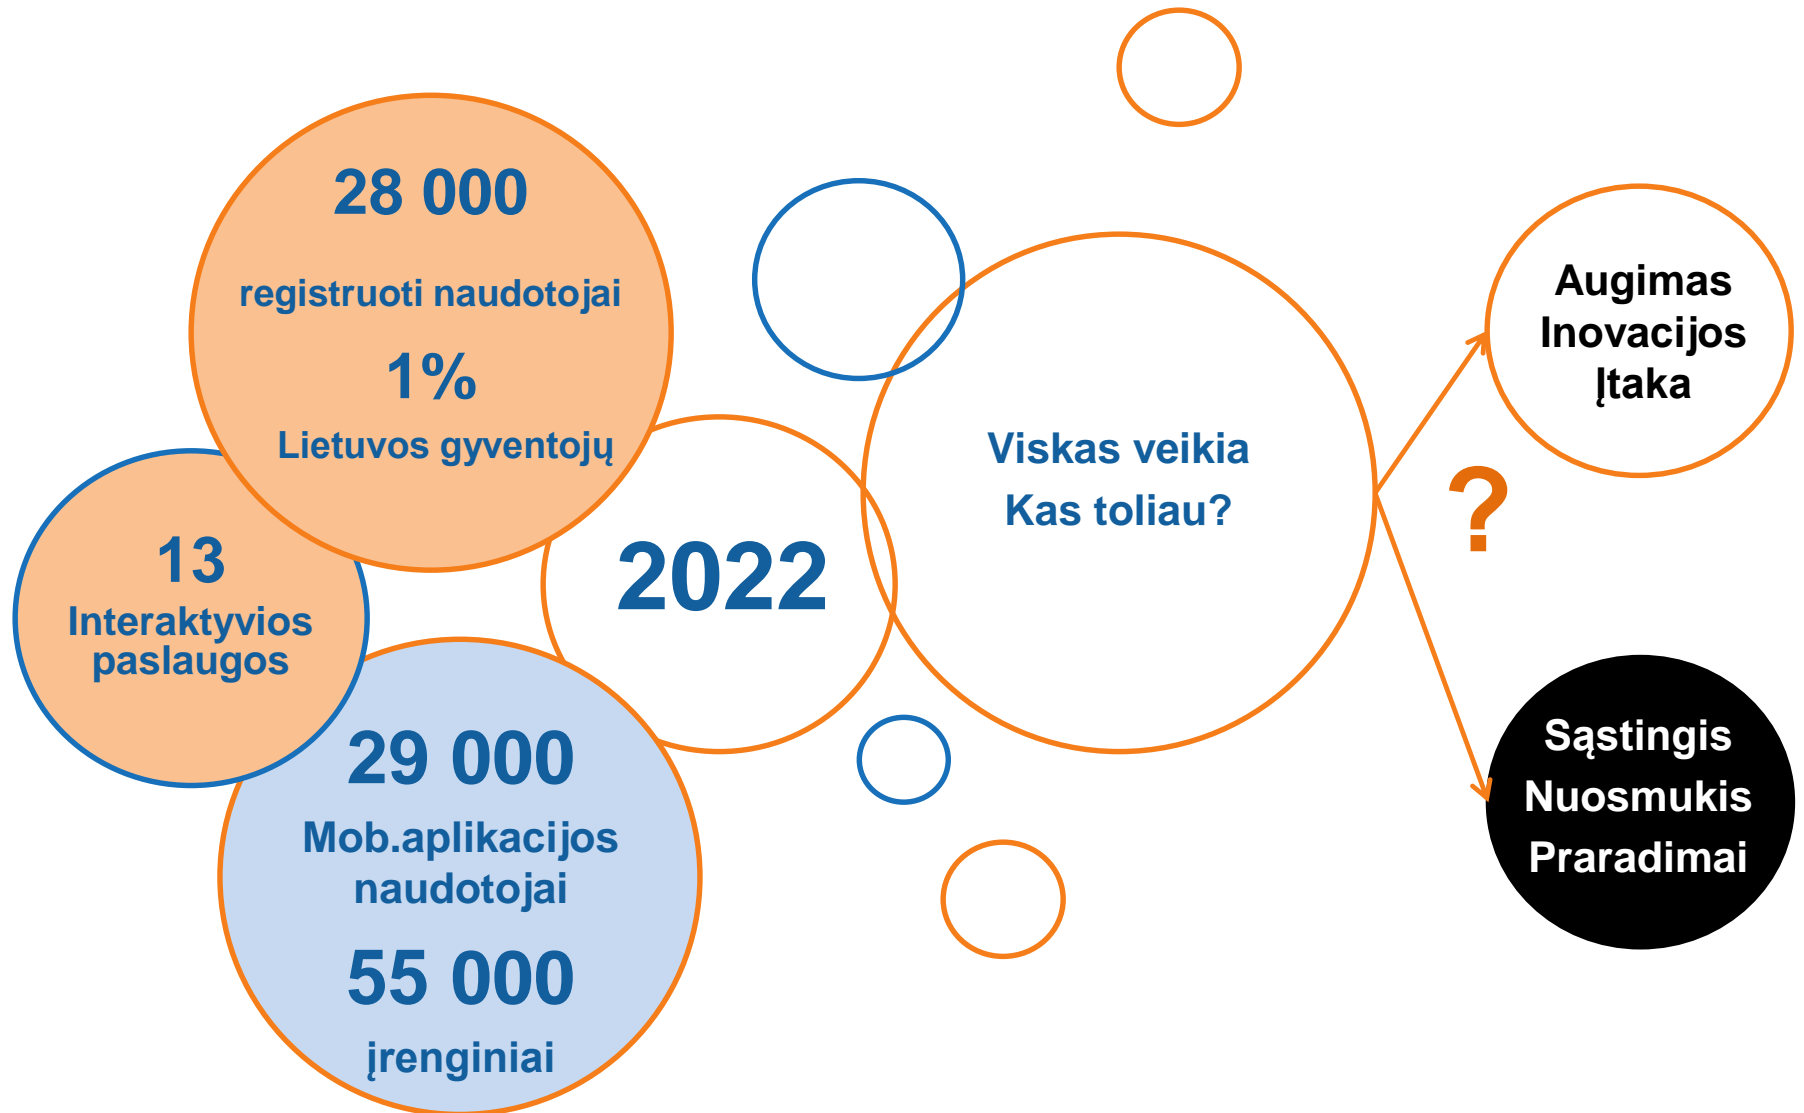 28 000
registruoti naudotojai
1%
Lietuvos gyventojų
13
Interaktyvios
paslaugos
29 000
Mob.aplikacijos
naudotojai
55 000
įrenginiai
2022
Viskas veikia
Kas toliau?
?
Augimas
Inovacijos
Įtaka
Sąstingis
Nuosmukis
Praradimai